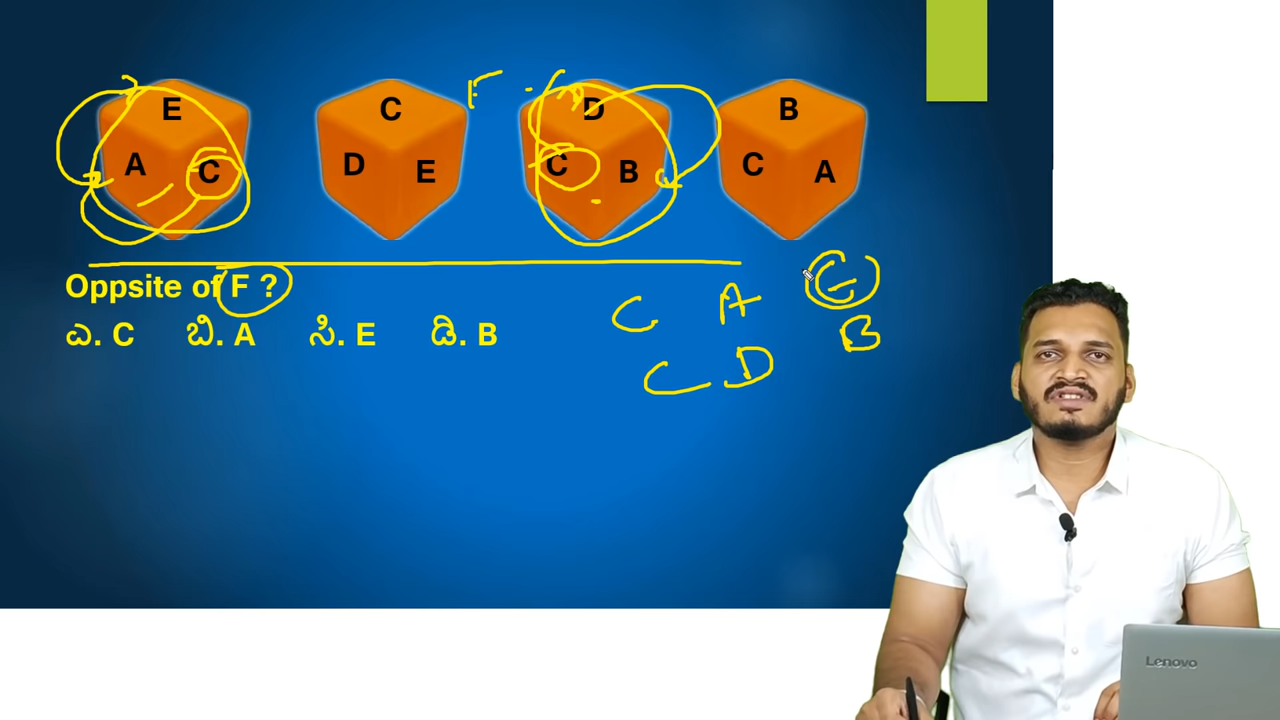 E C D B
A C D E C B C A
F
Oppsite of F ?
ಎ. C ಬಿ. A ಸಿ. E ಡಿ. B
C A E
C D B
Lenovo